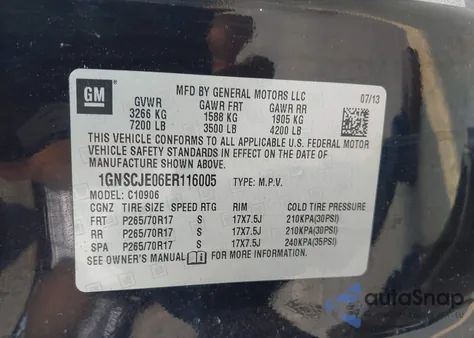 GM
MFD BY GENERAL MOTORS LLC
07/13
GVWR GAWR FRT GAWR RR
3266 KG 1588 KG 1905 KG
7200 LB 3500 LB 4200 LB
THIS VEHICLE CONFORMS TO ALL APPLICABLE U.S. FEDERAL MOTOR
VEHICLE SAFETY STANDARDS IN EFFECT ON THE DATE OF
MANUFACTURE SHOWN ABOVE.
1GNSCJE06ER116005 TYPE: M.P.V.
MODEL: C10906
CGNZ TIRE SIZE SPEED RTG RIM COLD TIRE PRESSURE
FRT P265/70R17 S 17X7.5J 210KPA(30PSI)
RR P265/70R17 S 17X7.5J 210KPA(30PSI)
SPA P265/70R17 S 17X7.5J 240KPA(35PSI)
SEE OWNER'S MANUAL FOR MORE INFORMATION.
autoSnap